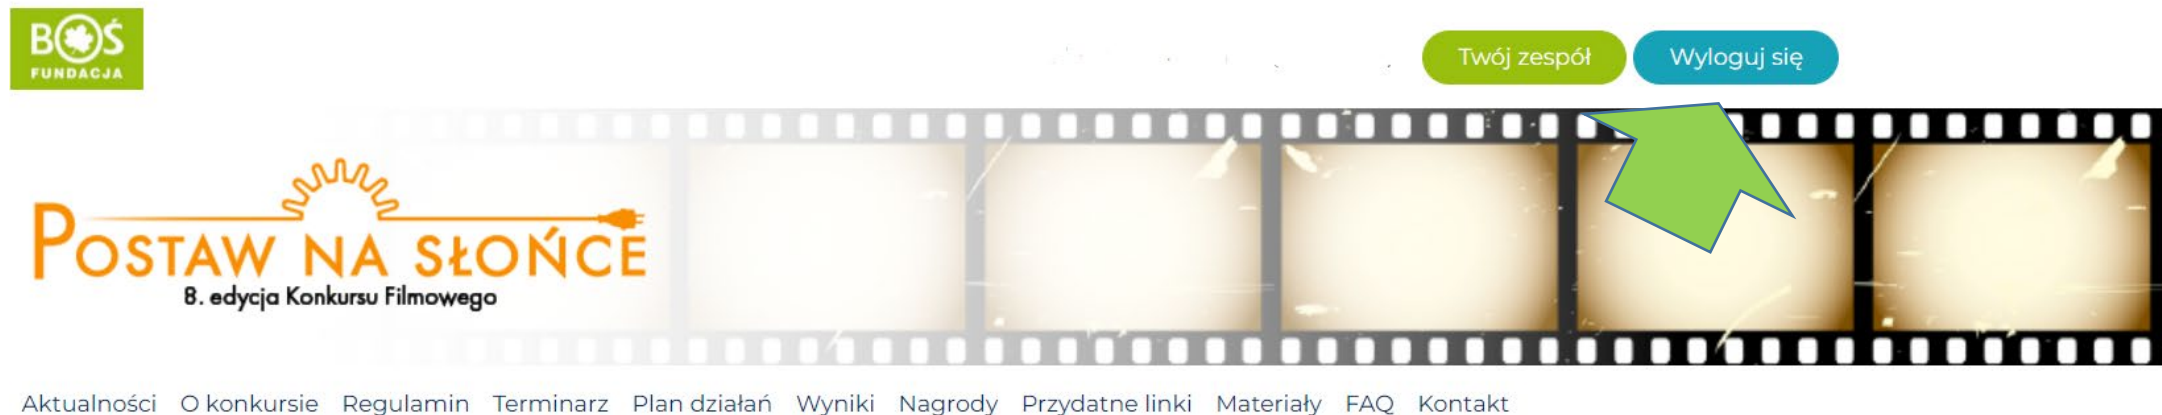 BOŚ
FUNDACJA
Twój zespół
Wyloguj się
POSTAW NA SŁOŃCE
8. edycja Konkursu Filmowego
Aktualności O konkursie Regulamin Terminarz Plan działań Wyniki Nagrody Przydatne linki Materiały FAQ Kontakt